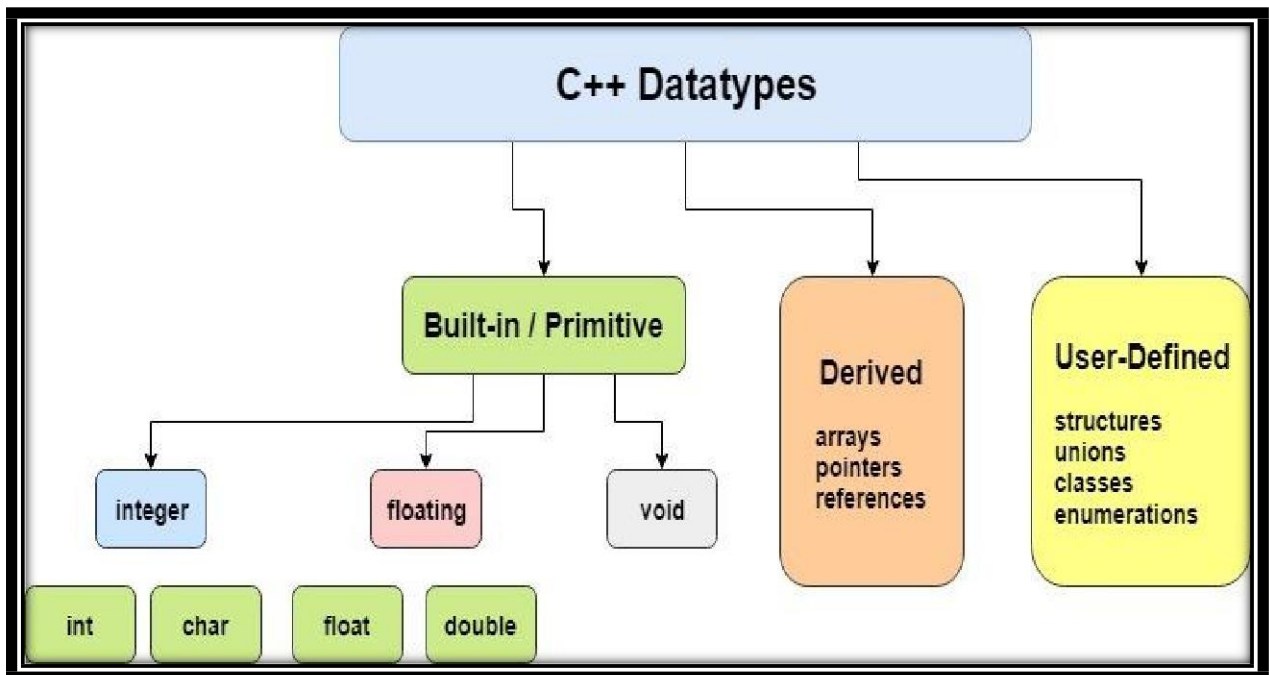 C++ Datatypes
Built-in / Primitive
Derived
arrays
pointers
references
User-Defined
structures
unions
classes
enumerations
integer
floating
void
int
char
float
double